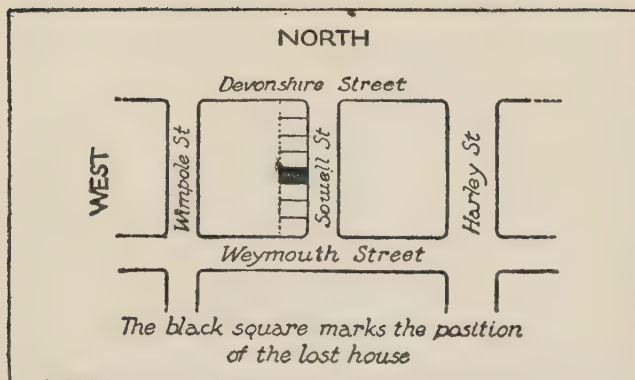 NORTH
Devonshire Street
WEST
Wimpole St
Sowell St
Harley St
Weymouth Street
The black square marks the position
of the lost house